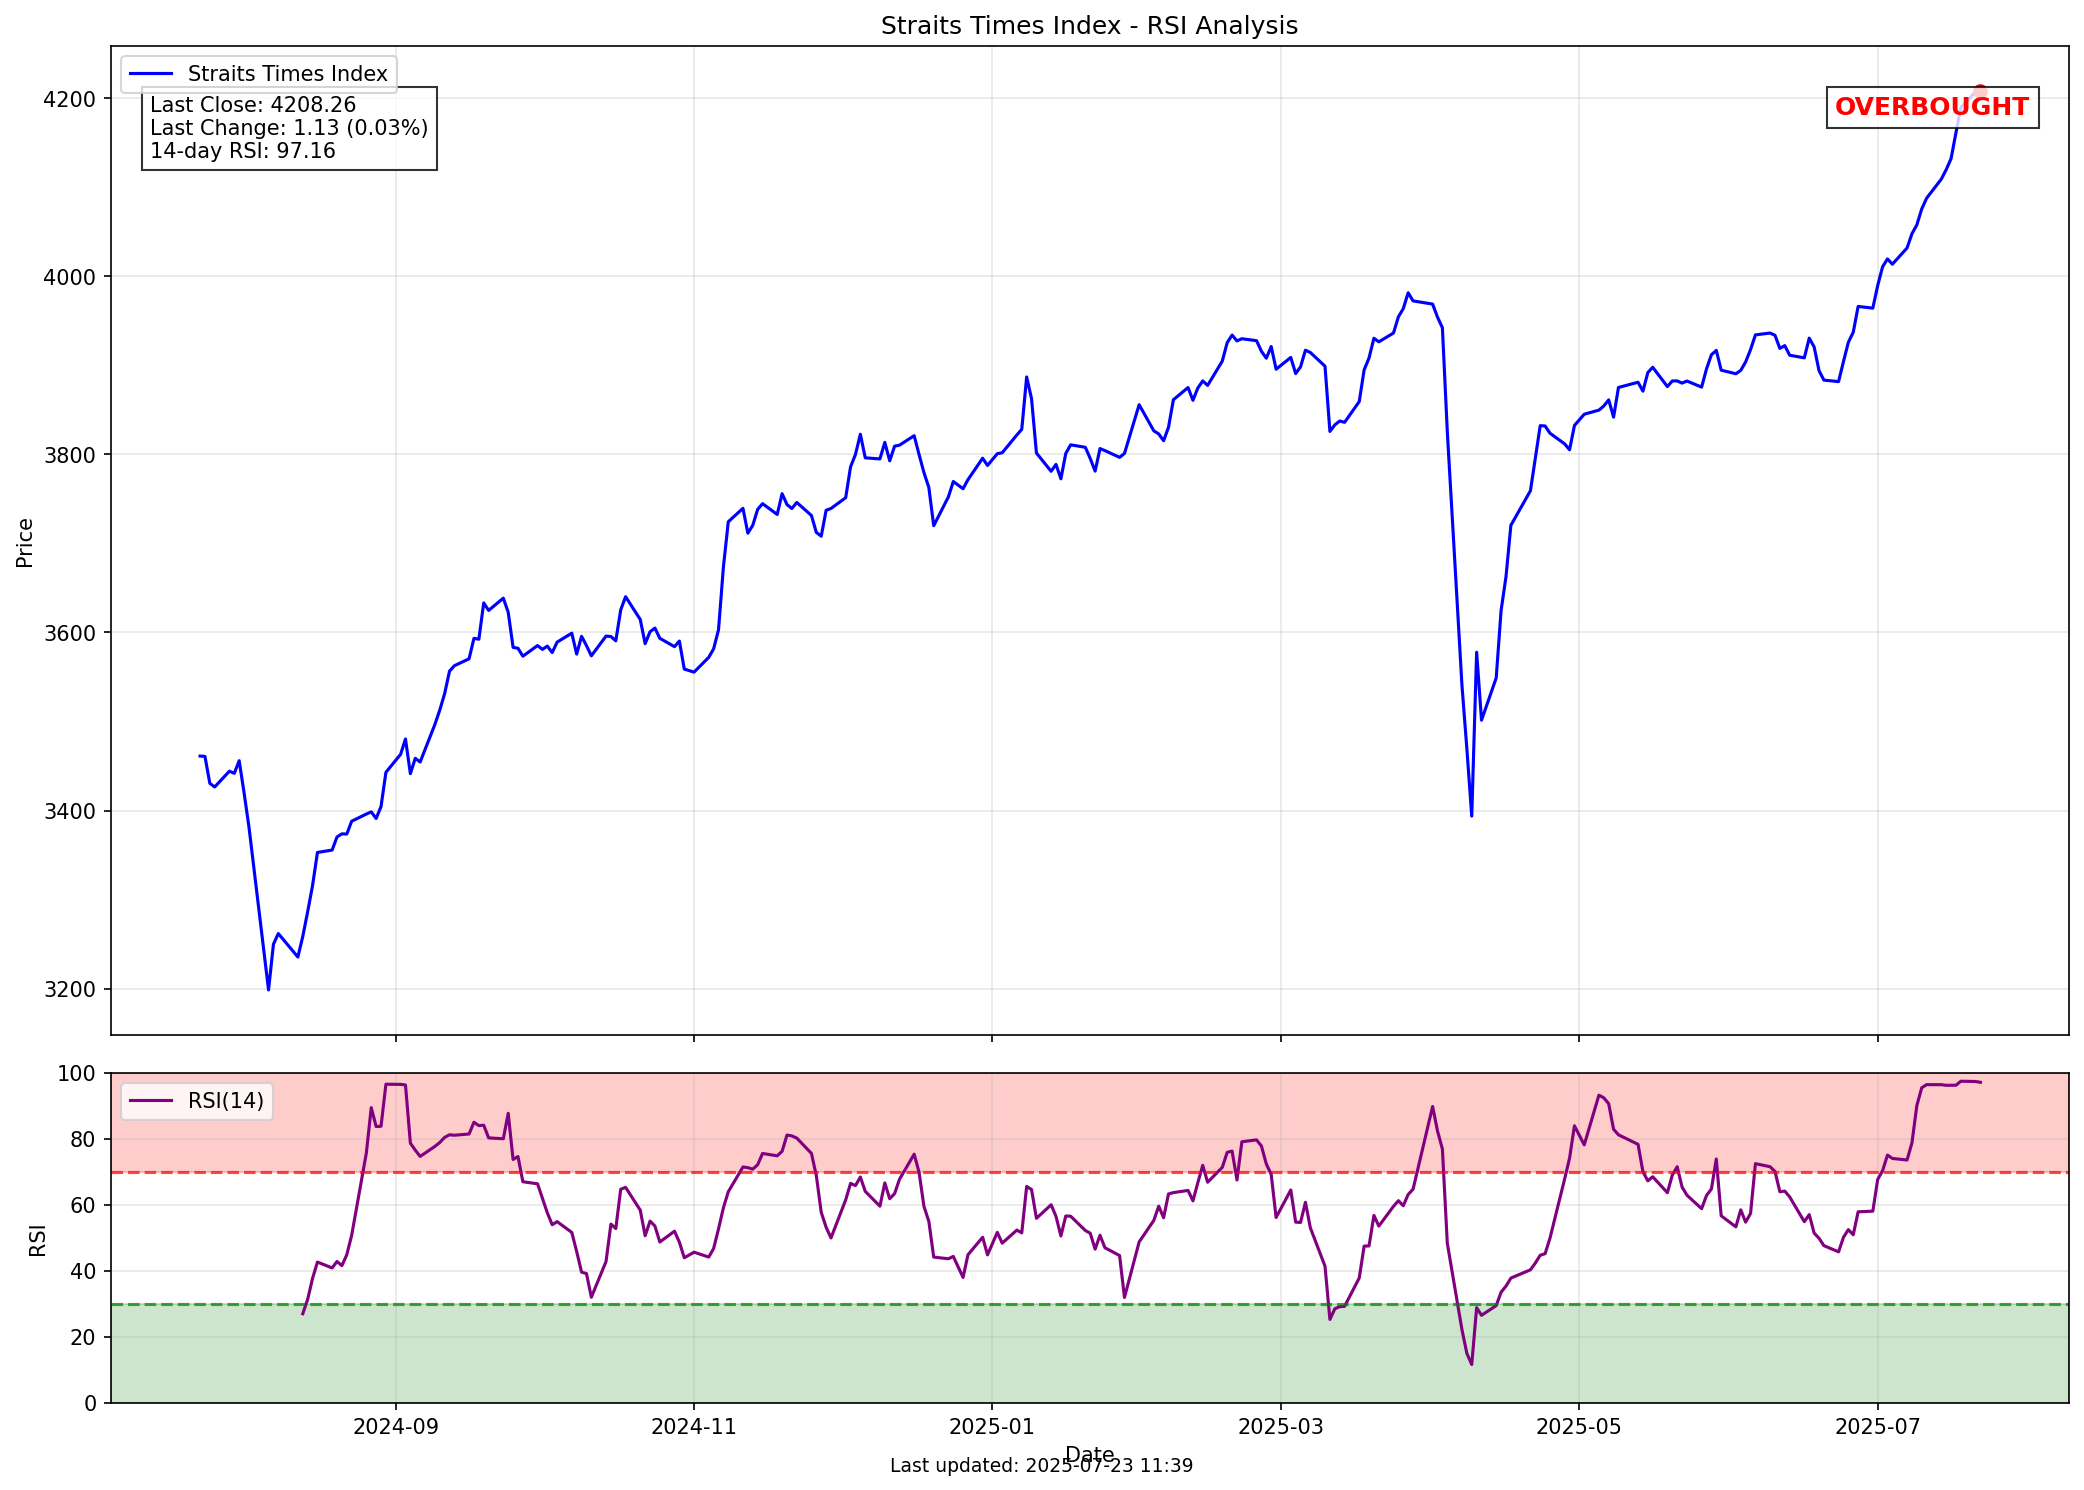 Straits Times Index - RSI Analysis
Straits Times Index
Last Close: 4208.26
Last Change: 1.13 (0.03%)
14-day RSI: 97.16
OVERBOUGHT
Price
4200
4000
3800
3600
3400
3200
RSI(14)
RSI
100
80
60
40
20
0
2024-09
2024-11
2025-01
2025-03
2025-05
2025-07
Date
Last updated: 2025-07-23 11:39